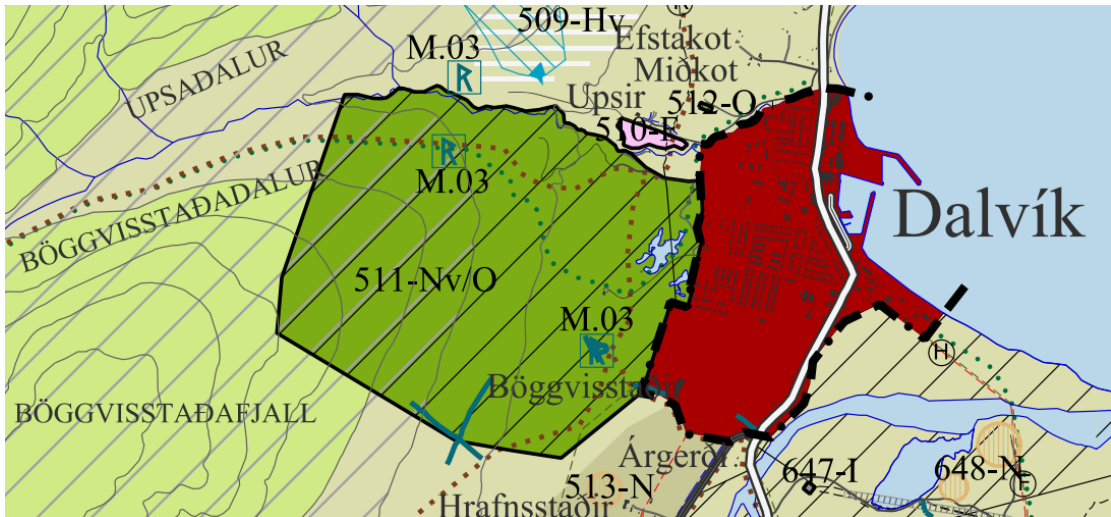 509-Hv
M.03
Efstakot
Miðkot
UPSADALUR
Upsir
512-O
510-F
R
R
M.03
BÖGGVISSTAÐADALUR
Dalvík
511-Nv/O
M.03
R
H
Böggvisstaðir
BÖGGVISSTAÐAFJALL
Árgerði
513-N
647-I
648-N
F
Hrafnsstaðir